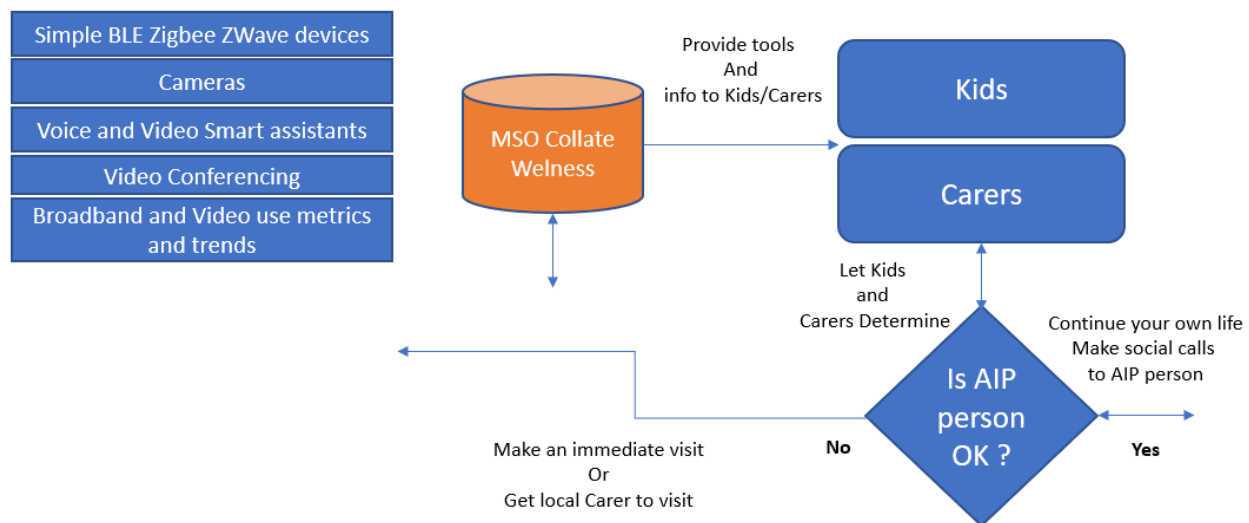 Simple BLE Zigbee ZWave devices
Cameras
Voice and Video Smart assistants
Video Conferencing
Broadband and Video use metrics
and trends
MSO Collate
Welness
Provide tools
And
info to Kids/Carers
Kids
Carers
Let Kids
and
Carers Determine
Is AIP
person
OK ?
Continue your own life
Make social calls
to AIP person
Yes
No
Make an immediate visit
Or
Get local Carer to visit